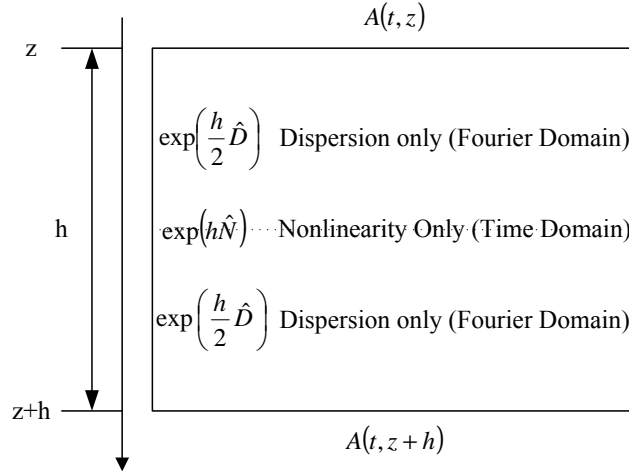 A(t, z)
z
exp(h/2 D̂) Dispersion only (Fourier Domain)
h
exp(hN̂) Nonlinearity Only (Time Domain)
exp(h/2 D̂) Dispersion only (Fourier Domain)
z+h
A(t, z + h)